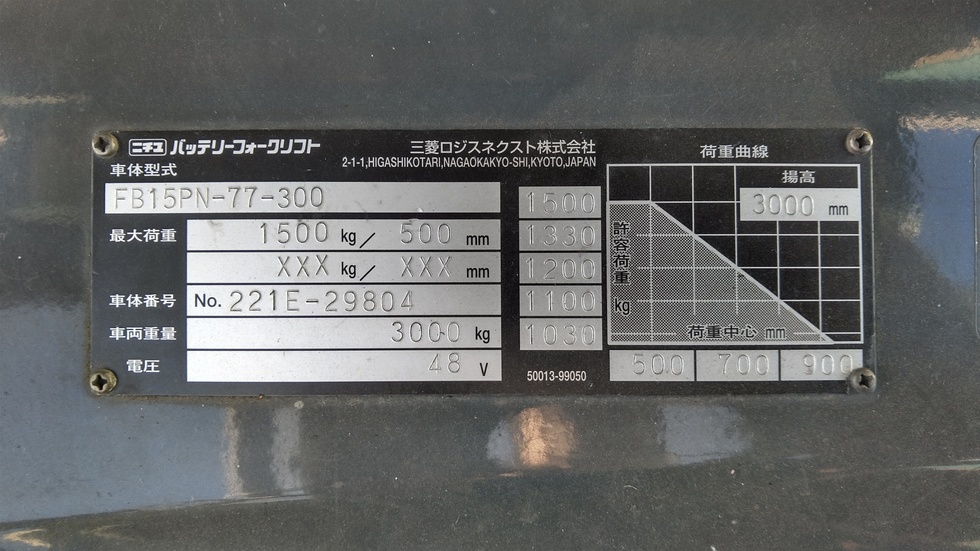 ニチユ バッテリーフォークリフト
三菱ロジスネクスト株式会社
2-1-1,HIGASHIKOTARI,NAGAOKAKYO-SHI,KYOTO,JAPAN
車体型式
FB15PN-77-300
最大荷重 1500 kg/ 500 mm
XXX kg/ XXX mm
車体番号 No. 221E-29804
車両重量 3000 kg
電圧 48 V
1500
1330
1200
1100
1030
50013-99050
荷重曲線
揚高
3000 mm
許容荷重 kg
荷重中心 mm
500 700 900